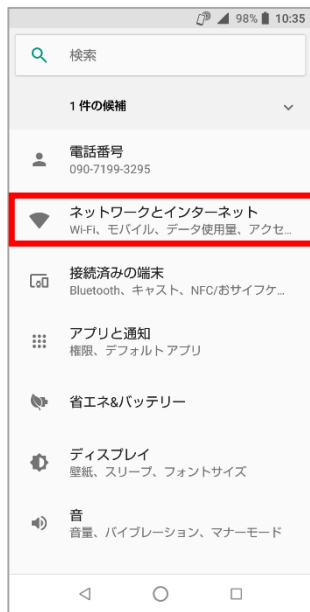 98% 10:35
検索
1 件の候補
電話番号
090-7199-3295
ネットワークとインターネット
Wi-Fi、モバイル、データ使用量、アクセ...
接続済みの端末
Bluetooth、キャスト、NFC/おサイフケ...
アプリと通知
権限、デフォルト アプリ
省エネ&バッテリー
ディスプレイ
壁紙、スリープ、フォントサイズ
音
音量、バイブレーション、マナーモード